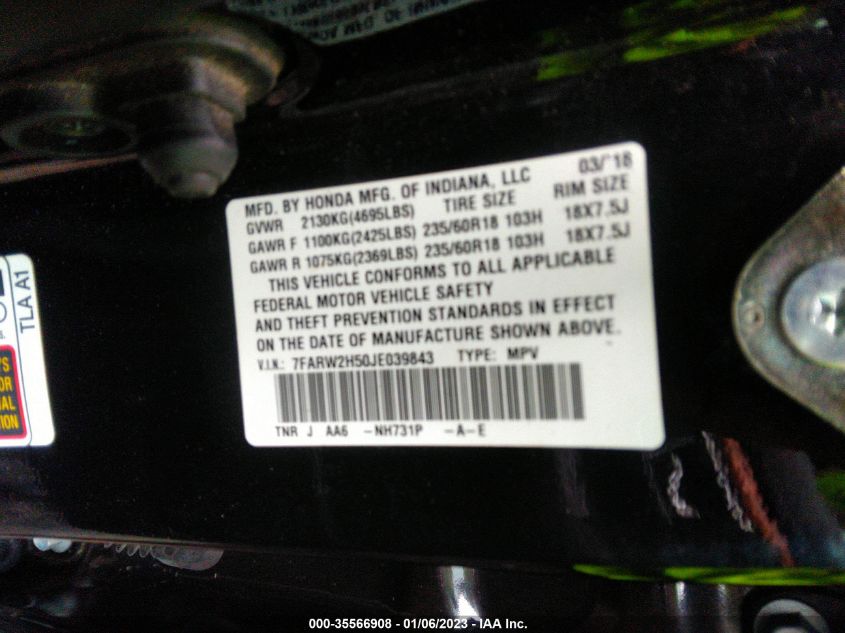 MFD. BY HONDA MFG. OF INDIANA, LLC 03/18
GVWR 2130KG(4695LBS) TIRE SIZE RIM SIZE
GAWR F 1100KG(2425LBS) 235/60R18 103H 18X7.5J
GAWR R 1075KG(2369LBS) 235/60R18 103H 18X7.5J
THIS VEHICLE CONFORMS TO ALL APPLICABLE
FEDERAL MOTOR VEHICLE SAFETY
AND THEFT PREVENTION STANDARDS IN EFFECT
ON THE DATE OF MANUFACTURE SHOWN ABOVE.
V.I.N.: 7FARW2H50JE039843 TYPE: MPV
TNR J AA6 -NH731P -A-E
TLA A1
000-35566908 - 01/06/2023 - IAA Inc.